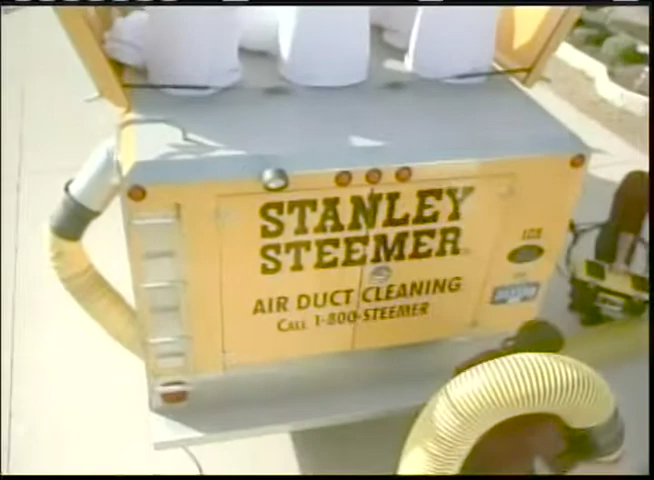 STANLEY
STEEMER
AIR DUCT CLEANING
CALL 1-800-STEEMER